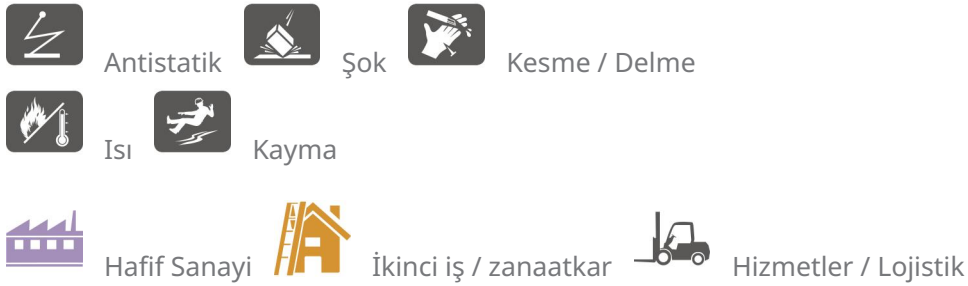 Antistatik Şok Kesme / Delme
Isı Kayma
Hafif Sanayi İkinci iş / zanaatkar Hizmetler / Lojistik